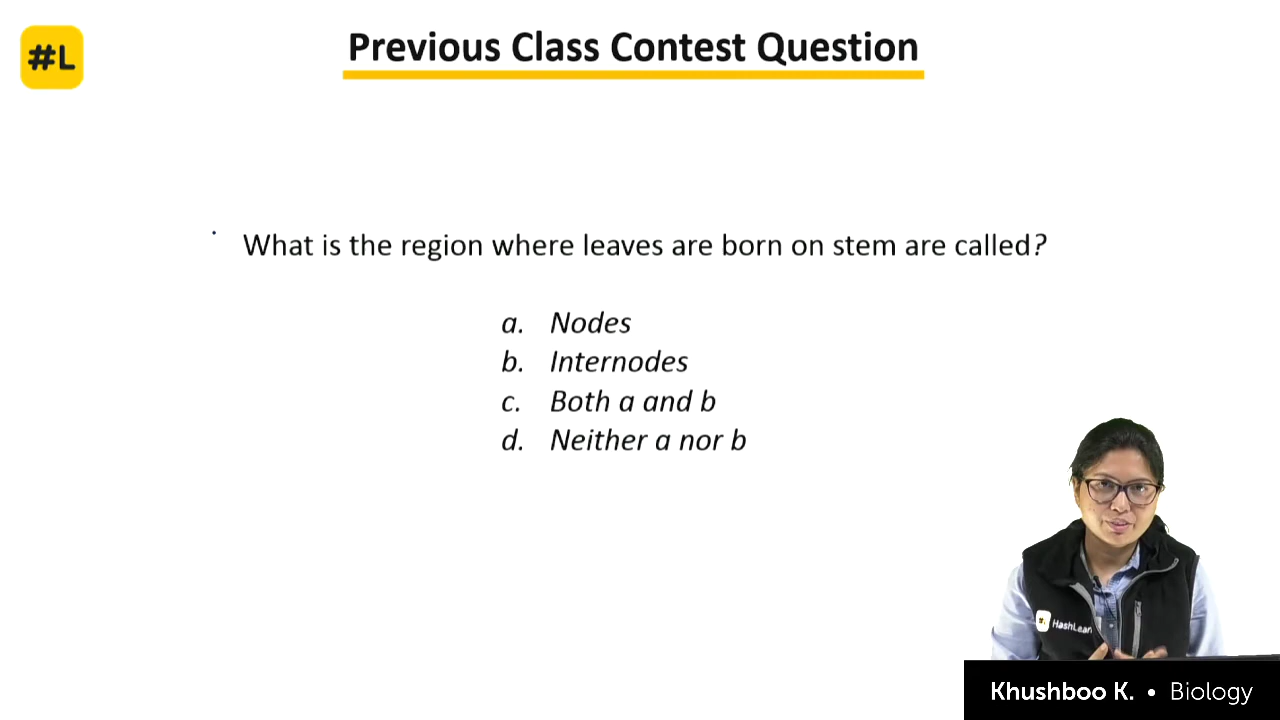 #L
Previous Class Contest Question
What is the region where leaves are born on stem are called?
a. Nodes
b. Internodes
c. Both a and b
d. Neither a nor b
HashLearn
Khushboo K. • Biology